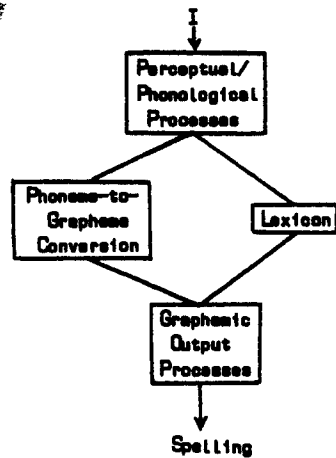 I
Perceptual/
Phonological
Processes
Phoneme-to-
Grapheme
Conversion
Lexicon
Graphemic
Output
Processes
Spelling